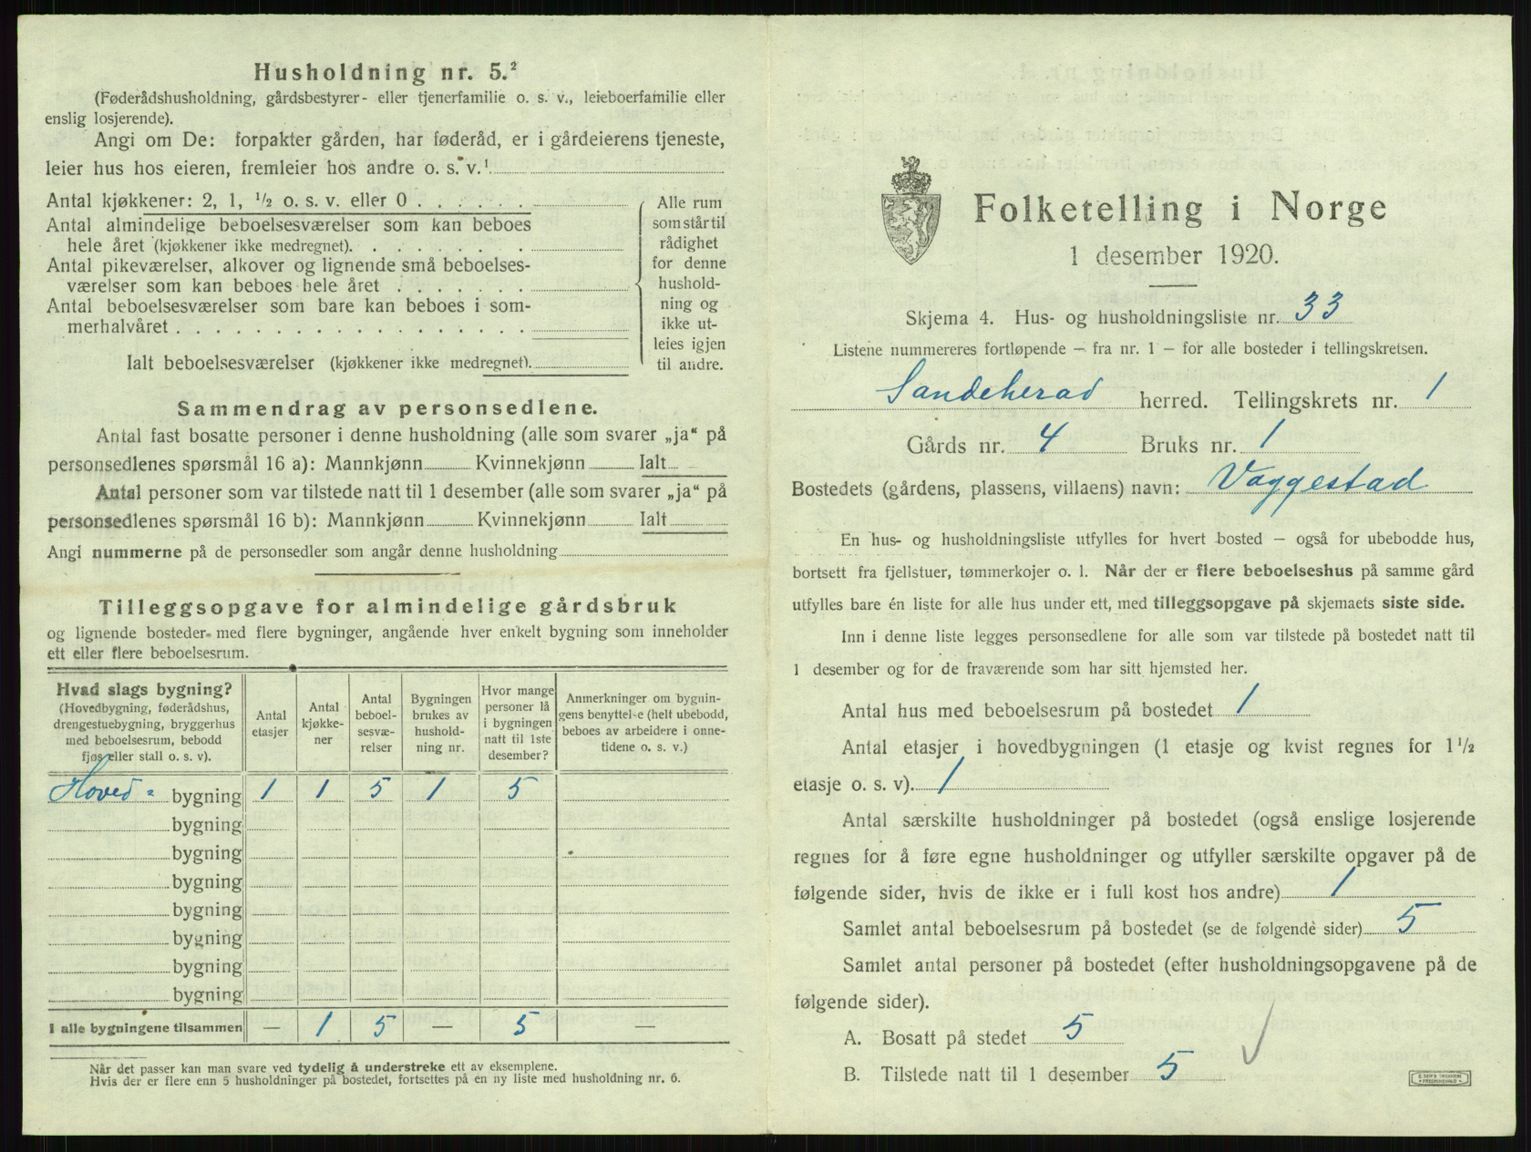 Husholdning nr. 5.²
(Føderådshusholdning, gårdsbestyrer- eller tjenerfamilie o. s. v., leieboerfamilie eller
enslig losjerende).
Angi om De: forpakter gården, har føderåd, er i gårdeierens tjeneste,
leier hus hos eieren, fremleier hos andre o. s. v.¹
Antal kjøkkener: 2, 1, ½ o. s. v. eller 0 . . . . . .
Antal almindelige beboelsesværelser som kan beboes
hele året (kjøkkener ikke medregnet). . . . . . . .
Antal pikeværelser, alkover og lignende små beboelses-
værelser som kan beboes hele året . . . . . . .
Antal beboelsesværelser som bare kan beboes i som-
merhalvåret . . . . . . . . . . . . . . . . . .
Ialt beboelsesværelser (kjøkkener ikke medregnet).
Alle rum
som står til
rådighet
for denne
hushold-
ning og
ikke ut-
leies igjen
til andre.
Sammendrag av personsedlene.
Antal fast bosatte personer i denne husholdning (alle som svarer „ja“ på
personsedlenes spørsmål 16 a): Mannkjønn Kvinnekjønn Ialt
Antal personer som var tilstede natt til 1 desember (alle som svarer „ja“ på
personsedlenes spørsmål 16 b): Mannkjønn Kvinnekjønn Ialt
Angi nummerne på de personsedler som angår denne husholdning
Tilleggsopgave for almindelige gårdsbruk
og lignende bosteder med flere bygninger, angående hver enkelt bygning som inneholder
ett eller flere beboelsesrum.
Hvad slags bygning?
(Hovedbygning, føderådshus,
drengestuebygning, bryggerhus
med beboelsesrum, bebodd
fjøs eller stall o. s. v).
Antal
etasjer
Antal
kjøkke-
ner
Antal
beboel-
sesvæ-
relser
Bygningen
brukes av
hushold-
ning nr.
Hvor mange
personer lå
i bygningen
natt til 1ste
desember?
Anmerkninger om bygnin-
gens benyttelse (helt ubebodd,
beboes av arbeidere i onne-
tidene o. s. v.)
Hoved- bygning 1 1 5 1 5
bygning
bygning
bygning
bygning
bygning
bygning
bygning
I alle bygningene tilsammen — 1 5 — 5 —
Når det passer kan man svare ved tydelig å understreke ett av eksemplene.
Hvis der er flere enn 5 husholdninger på bostedet, fortsettes på en ny liste med husholdning nr. 6.
Folketelling i Norge
1 desember 1920.
Skjema 4. Hus- og husholdningsliste nr. 33
Listene nummereres fortløpende — fra nr. 1 — for alle bosteder i tellingskretsen.
Sandeherad herred. Tellingskrets nr. 1
Gårds nr. 4 Bruks nr. 1
Bostedets (gårdens, plassens, villaens) navn: Vaggestad
En hus- og husholdningsliste utfylles for hvert bosted — også for ubebodde hus,
bortsett fra fjellstuer, tømmerkojer o. l. Når der er flere beboelseshus på samme gård
utfylles bare én liste for alle hus under ett, med tilleggsopgave på skjemaets siste side.
Inn i denne liste legges personsedlene for alle som var tilstede på bostedet natt til
1 desember og for de fraværende som har sitt hjemsted her.
Antal hus med beboelsesrum på bostedet 1
Antal etasjer i hovedbygningen (1 etasje og kvist regnes for 1½
etasje o. s. v). 1
Antal særskilte husholdninger på bostedet (også enslige losjerende
regnes for å føre egne husholdninger og utfyller særskilte opgaver på de
følgende sider, hvis de ikke er i full kost hos andre) 1
Samlet antal beboelsesrum på bostedet (se de følgende sider) 5
Samlet antal personer på bostedet (efter husholdningsopgavene på de
følgende sider).
A. Bosatt på stedet 5
B. Tilstede natt til 1 desember 5